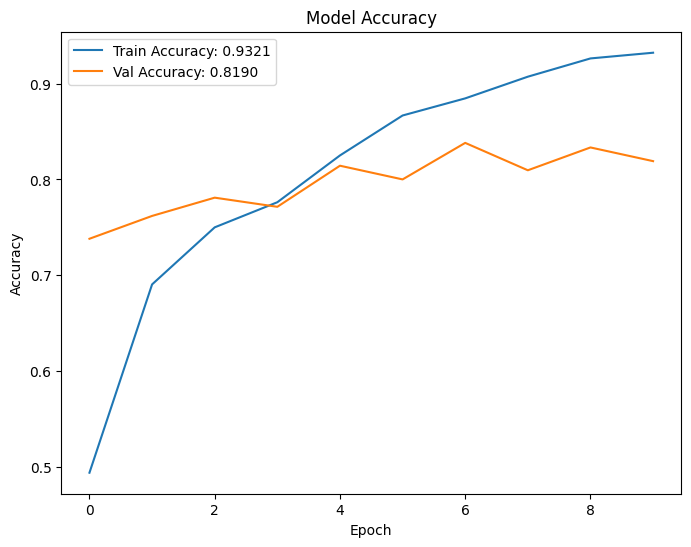 Model Accuracy
Train Accuracy: 0.9321
Val Accuracy: 0.8190
0.9
0.8
0.7
0.6
0.5
Accuracy
0 2 4 6 8
Epoch